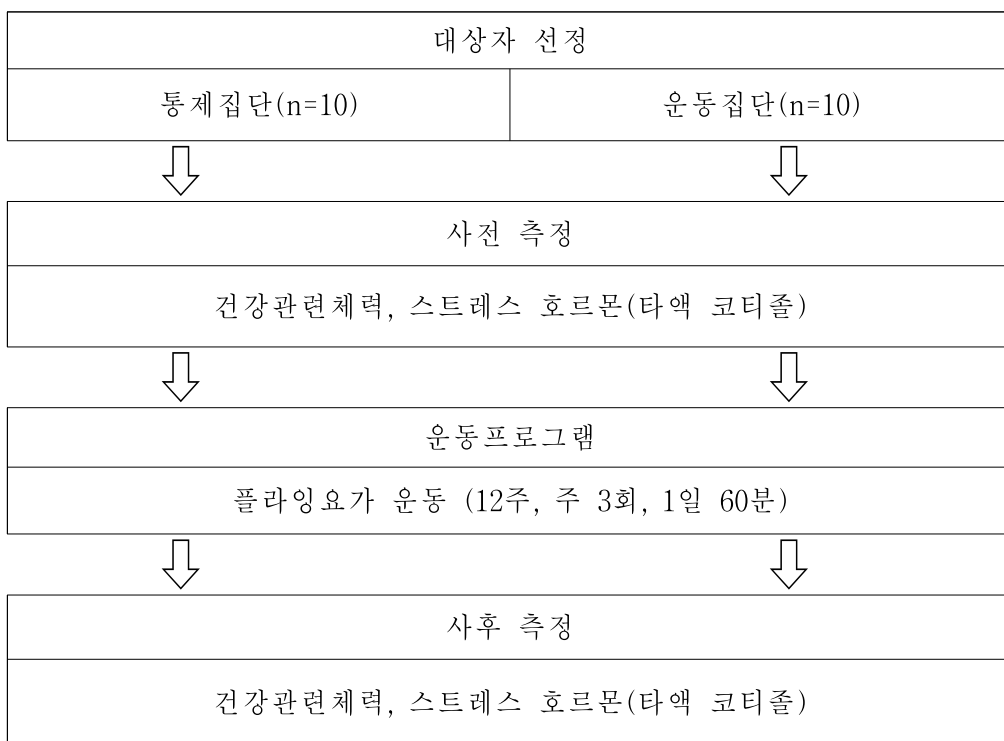 대상자 선정
통제집단(n=10) 운동집단(n=10)
사전 측정
건강관련체력, 스트레스 호르몬(타액 코티졸)
운동프로그램
플라잉요가 운동 (12주, 주 3회, 1일 60분)
사후 측정
건강관련체력, 스트레스 호르몬(타액 코티졸)